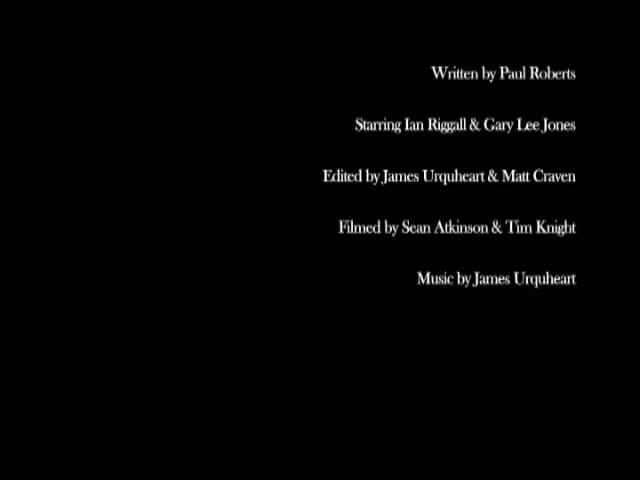 Written by Paul Roberts
Starring Ian Riggall & Gary Lee Jones
Edited by James Urquheart & Matt Craven
Filmed by Sean Atkinson & Tim Knight
Music by James Urquheart